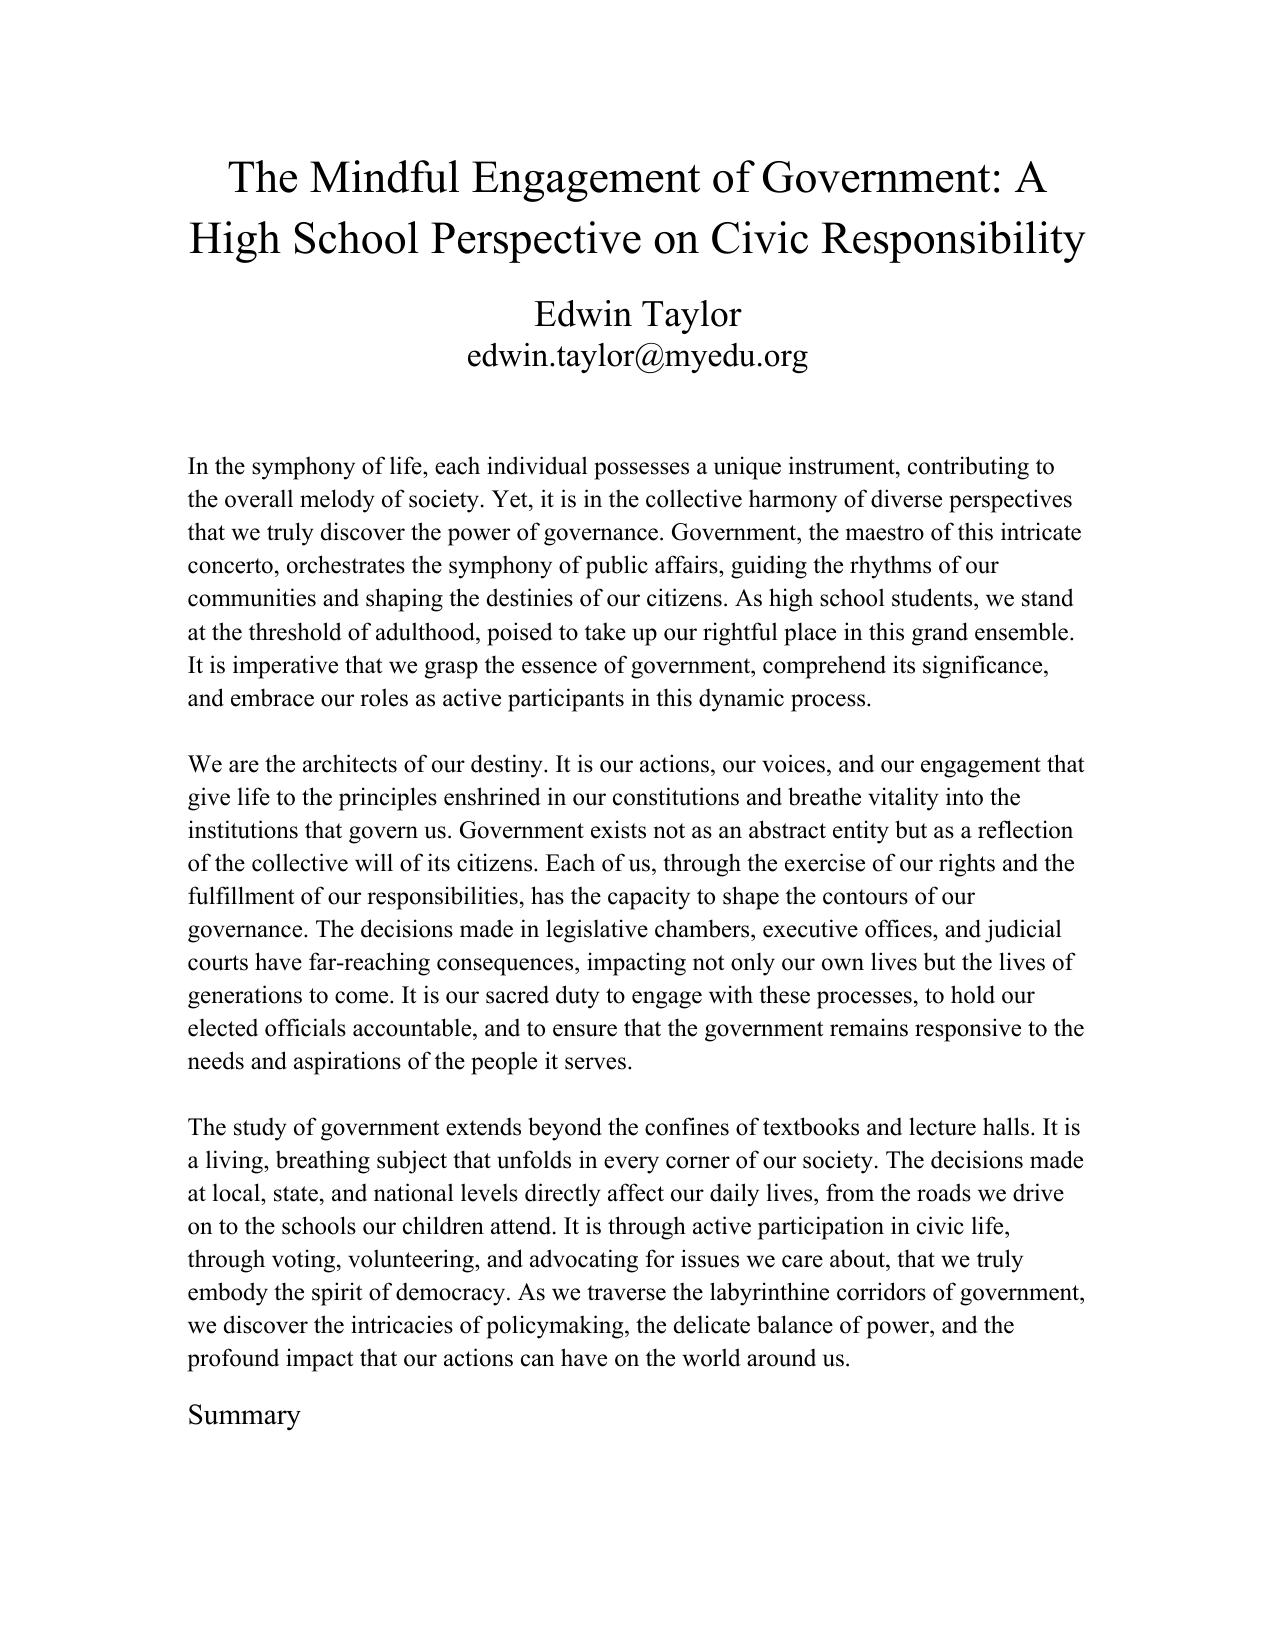 The Mindful Engagement of Government: A
High School Perspective on Civic Responsibility
Edwin Taylor
edwin.taylor@myedu.org
In the symphony of life, each individual possesses a unique instrument, contributing to
the overall melody of society. Yet, it is in the collective harmony of diverse perspectives
that we truly discover the power of governance. Government, the maestro of this intricate
concerto, orchestrates the symphony of public affairs, guiding the rhythms of our
communities and shaping the destinies of our citizens. As high school students, we stand
at the threshold of adulthood, poised to take up our rightful place in this grand ensemble.
It is imperative that we grasp the essence of government, comprehend its significance,
and embrace our roles as active participants in this dynamic process.
We are the architects of our destiny. It is our actions, our voices, and our engagement that
give life to the principles enshrined in our constitutions and breathe vitality into the
institutions that govern us. Government exists not as an abstract entity but as a reflection
of the collective will of its citizens. Each of us, through the exercise of our rights and the
fulfillment of our responsibilities, has the capacity to shape the contours of our
governance. The decisions made in legislative chambers, executive offices, and judicial
courts have far-reaching consequences, impacting not only our own lives but the lives of
generations to come. It is our sacred duty to engage with these processes, to hold our
elected officials accountable, and to ensure that the government remains responsive to the
needs and aspirations of the people it serves.
The study of government extends beyond the confines of textbooks and lecture halls. It is
a living, breathing subject that unfolds in every corner of our society. The decisions made
at local, state, and national levels directly affect our daily lives, from the roads we drive
on to the schools our children attend. It is through active participation in civic life,
through voting, volunteering, and advocating for issues we care about, that we truly
embody the spirit of democracy. As we traverse the labyrinthine corridors of government,
we discover the intricacies of policymaking, the delicate balance of power, and the
profound impact that our actions can have on the world around us.
Summary